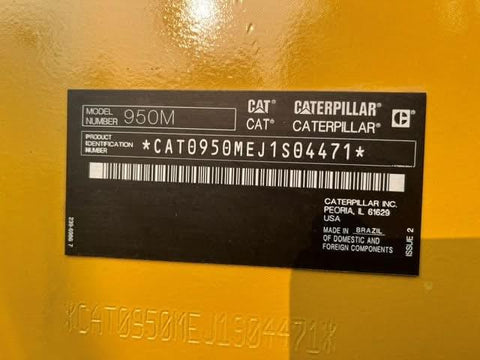 MODEL NUMBER 950M
CAT CATERPILLAR
CAT® CATERPILLAR®
PRODUCT IDENTIFICATION NUMBER *CAT0950MEJ1S04471*
CATERPILLAR INC.
PEORIA, IL 61629
USA
MADE IN BRAZIL
OF DOMESTIC AND
FOREIGN COMPONENTS
ISSUE 2
*CAT0950MEJ1S04471*